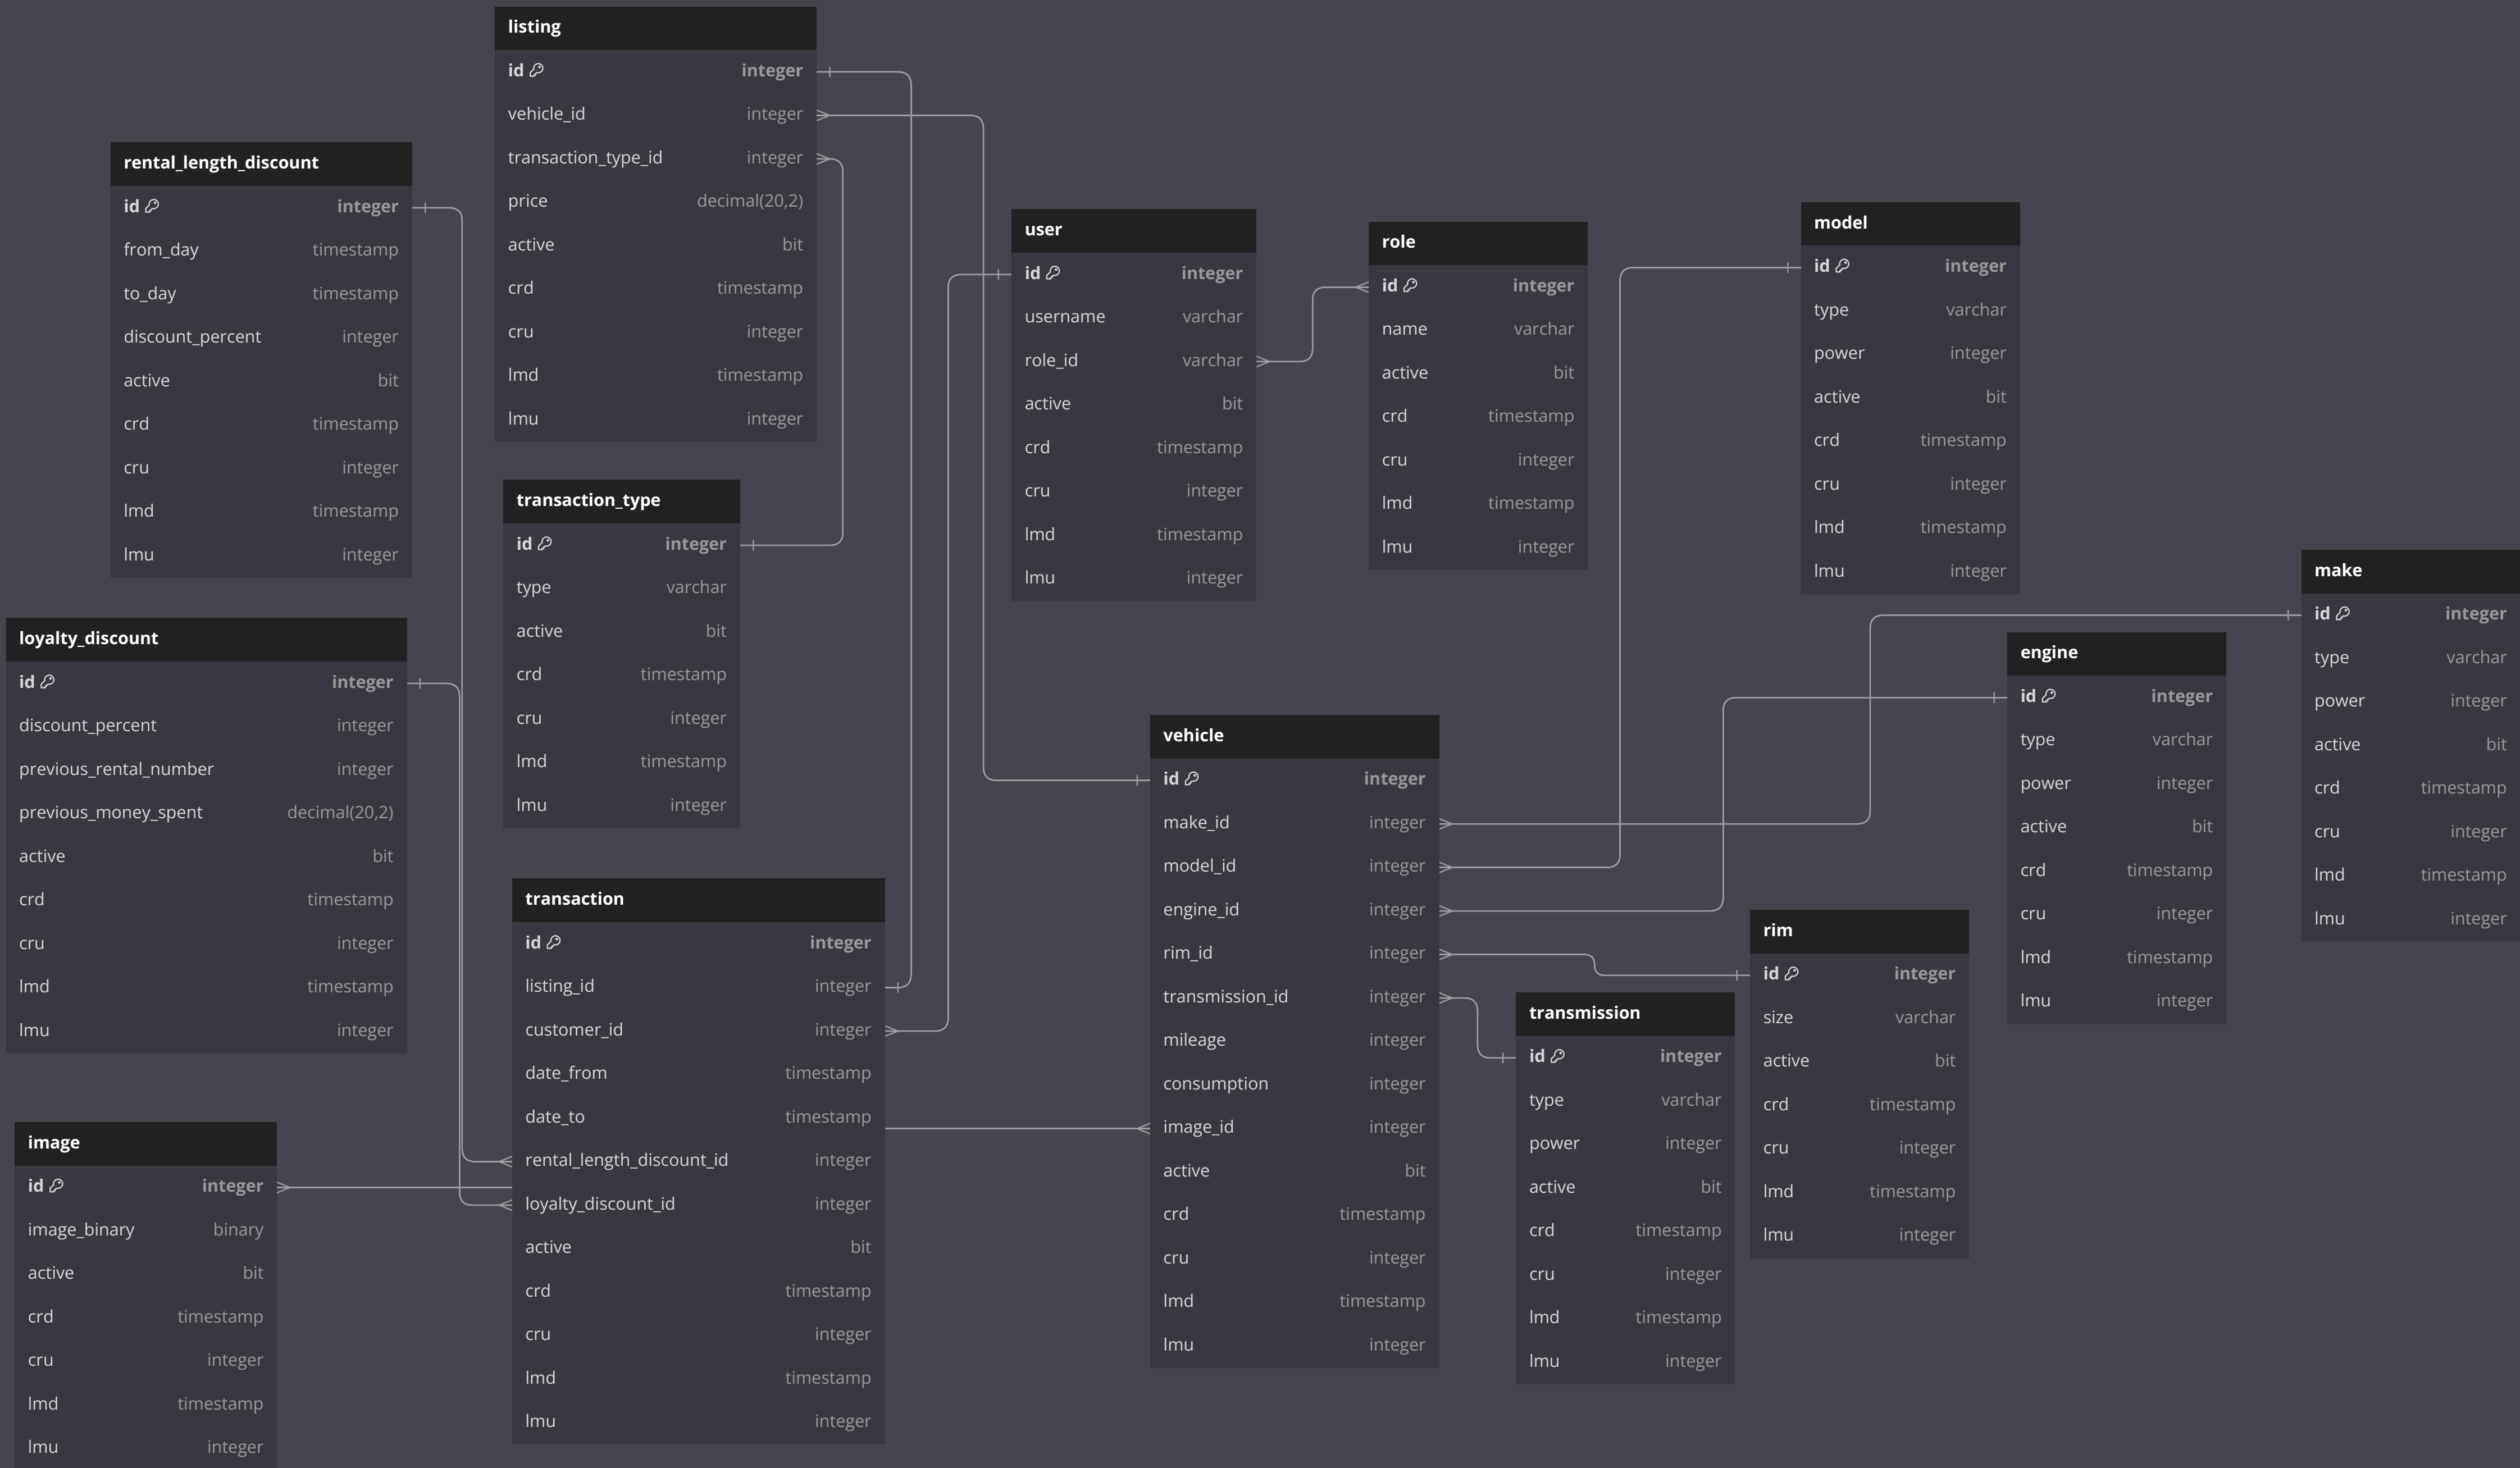 listing
id integer
vehicle_id integer
transaction_type_id integer
price decimal(20,2)
active bit
crd timestamp
cru integer
lmd timestamp
lmu integer
rental_length_discount
id integer
from_day timestamp
to_day timestamp
discount_percent integer
active bit
crd timestamp
cru integer
lmd timestamp
lmu integer
user
id integer
username varchar
role_id varchar
active bit
crd timestamp
cru integer
lmd timestamp
lmu integer
role
id integer
name varchar
active bit
crd timestamp
cru integer
lmd timestamp
lmu integer
model
id integer
type varchar
power integer
active bit
crd timestamp
cru integer
lmd timestamp
lmu integer
transaction_type
id integer
type varchar
active bit
crd timestamp
cru integer
lmd timestamp
lmu integer
make
id integer
type varchar
power integer
active bit
crd timestamp
cru integer
lmd timestamp
lmu integer
loyalty_discount
id integer
discount_percent integer
previous_rental_number integer
previous_money_spent decimal(20,2)
active bit
crd timestamp
cru integer
lmd timestamp
lmu integer
engine
id integer
type varchar
power integer
active bit
crd timestamp
cru integer
lmd timestamp
lmu integer
vehicle
id integer
make_id integer
model_id integer
engine_id integer
rim_id integer
transmission_id integer
mileage integer
consumption integer
image_id integer
active bit
crd timestamp
cru integer
lmd timestamp
lmu integer
transaction
id integer
listing_id integer
customer_id integer
date_from timestamp
date_to timestamp
rental_length_discount_id integer
loyalty_discount_id integer
active bit
crd timestamp
cru integer
lmd timestamp
lmu integer
rim
id integer
size varchar
active bit
crd timestamp
cru integer
lmd timestamp
lmu integer
transmission
id integer
type varchar
power integer
active bit
crd timestamp
cru integer
lmd timestamp
lmu integer
image
id integer
image_binary binary
active bit
crd timestamp
cru integer
lmd timestamp
lmu integer